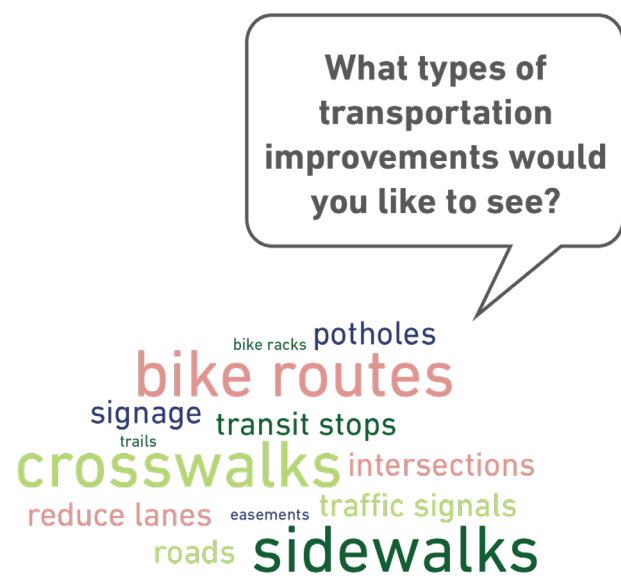 What types of
transportation
improvements would
you like to see?
bike racks potholes
bike routes
signage transit stops
trails
crosswalks intersections
reduce lanes easements traffic signals
roads sidewalks